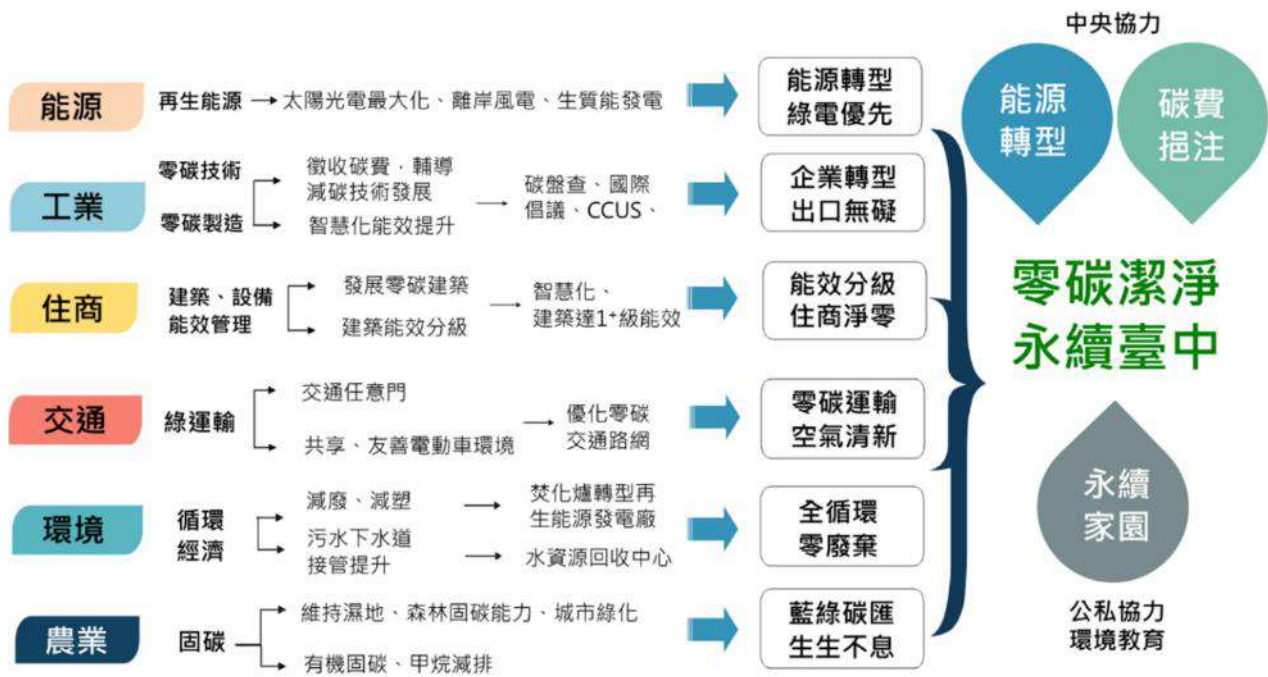 中央協力
能源
轉型
碳費
挹注
能源
再生能源
太陽光電最大化、離岸風電、生質能發電
能源轉型
綠電優先
工業
零碳技術
零碳製造
徵收碳費，輔導
減碳技術發展
智慧化能效提升
碳盤查、國際
倡議、CCUS、
企業轉型
出口無礙
住商
建築、設備
能效管理
發展零碳建築
建築能效分級
智慧化、
建築達1⁺級能效
能效分級
住商淨零
零碳潔淨
永續臺中
交通
綠運輸
交通任意門
共享、友善電動車環境
優化零碳
交通路網
零碳運輸
空氣清新
環境
循環
經濟
減廢、減塑
焚化爐轉型再
生能源發電廠
污水下水道
接管提升
水資源回收中心
全循環
零廢棄
永續
家園
農業
固碳
維持濕地、森林固碳能力、城市綠化
有機固碳、甲烷減排
藍綠碳匯
生生不息
公私協力
環境教育